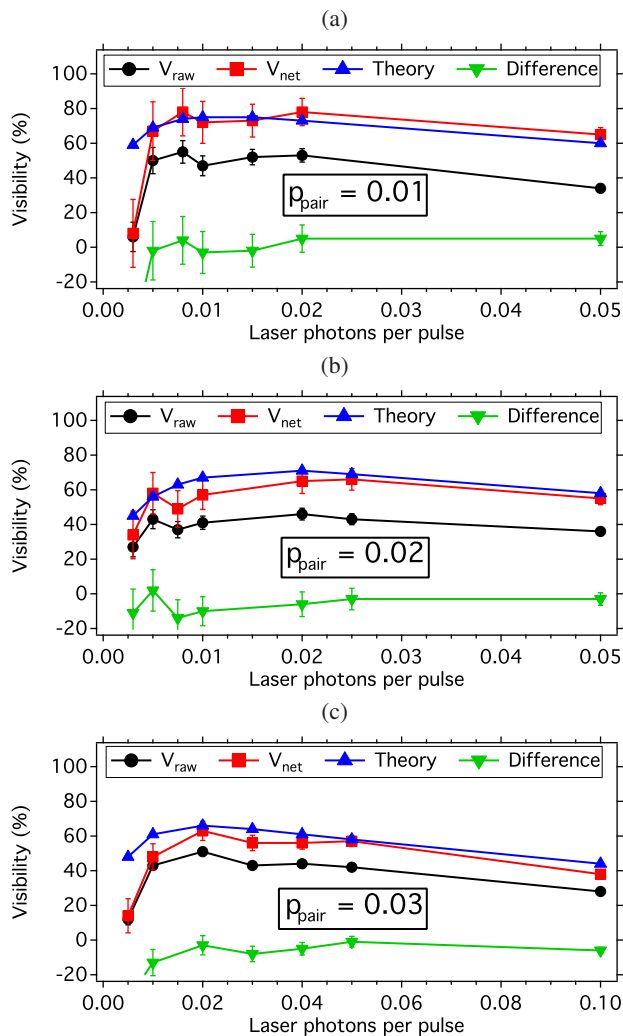 (a)
V_raw V_net Theory Difference
100
80
60
40
20
0
-20
Visibility (%)
p_pair = 0.01
0.00 0.01 0.02 0.03 0.04 0.05
Laser photons per pulse
(b)
V_raw V_net Theory Difference
100
80
60
40
20
0
-20
Visibility (%)
p_pair = 0.02
0.00 0.01 0.02 0.03 0.04 0.05
Laser photons per pulse
(c)
V_raw V_net Theory Difference
100
80
60
40
20
0
-20
Visibility (%)
p_pair = 0.03
0.00 0.02 0.04 0.06 0.08 0.10
Laser photons per pulse